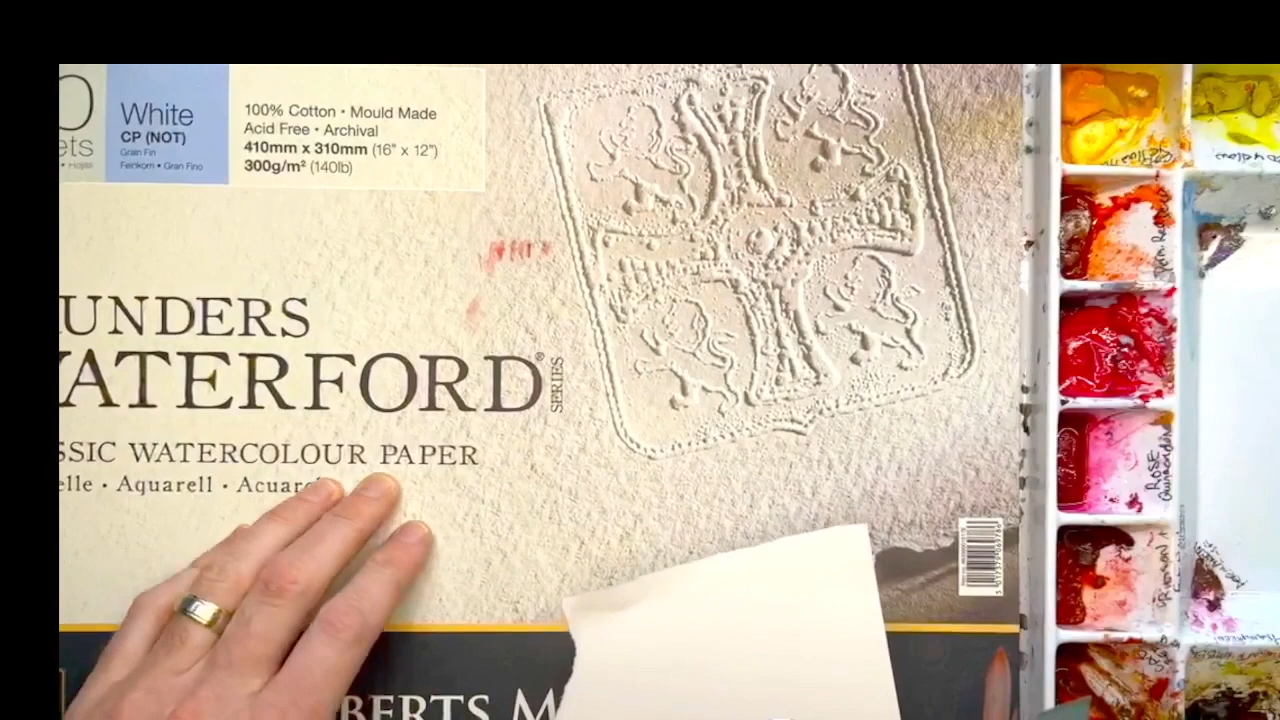 White
CP (NOT)
Grain Fin
Feinkorn • Gran Fino
100% Cotton • Mould Made
Acid Free • Archival
410mm x 310mm (16" x 12")
300g/m² (140lb)
UNDERS
ATERFORD® SERIES
SSIC WATERCOLOUR PAPER
elle • Aquarell • Acuar
BERTS M
ROSE
Quinacridone